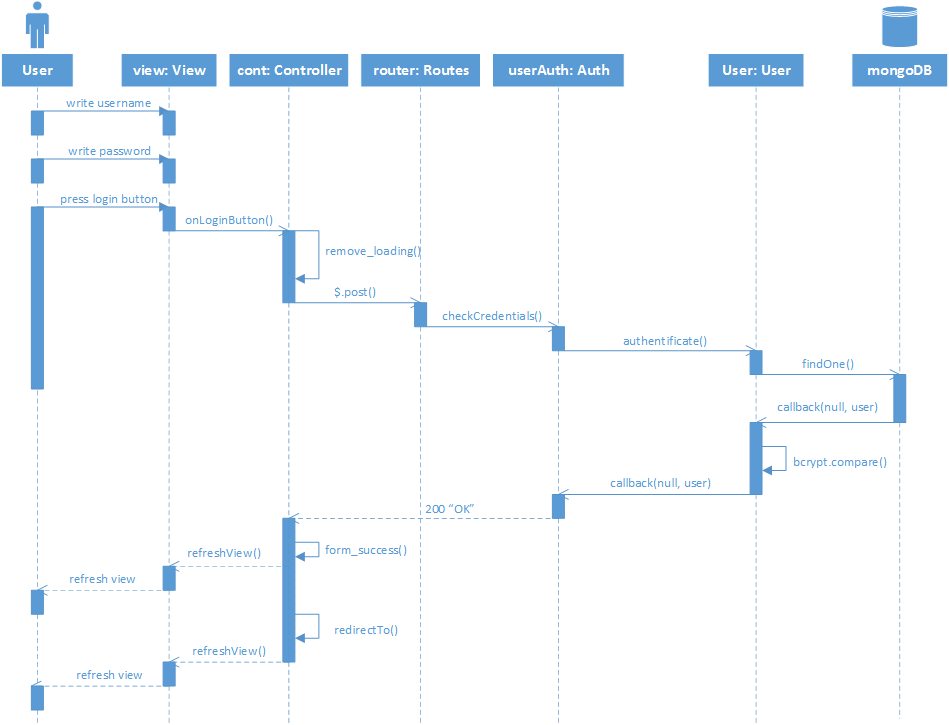 User
view: View
cont: Controller
router: Routes
userAuth: Auth
User: User
mongoDB
write username
write password
press login button
onLoginButton()
remove_loading()
$.post()
checkCredentials()
authentificate()
findOne()
callback(null, user)
bcrypt.compare()
callback(null, user)
200 “OK”
form_success()
refreshView()
refresh view
redirectTo()
refreshView()
refresh view